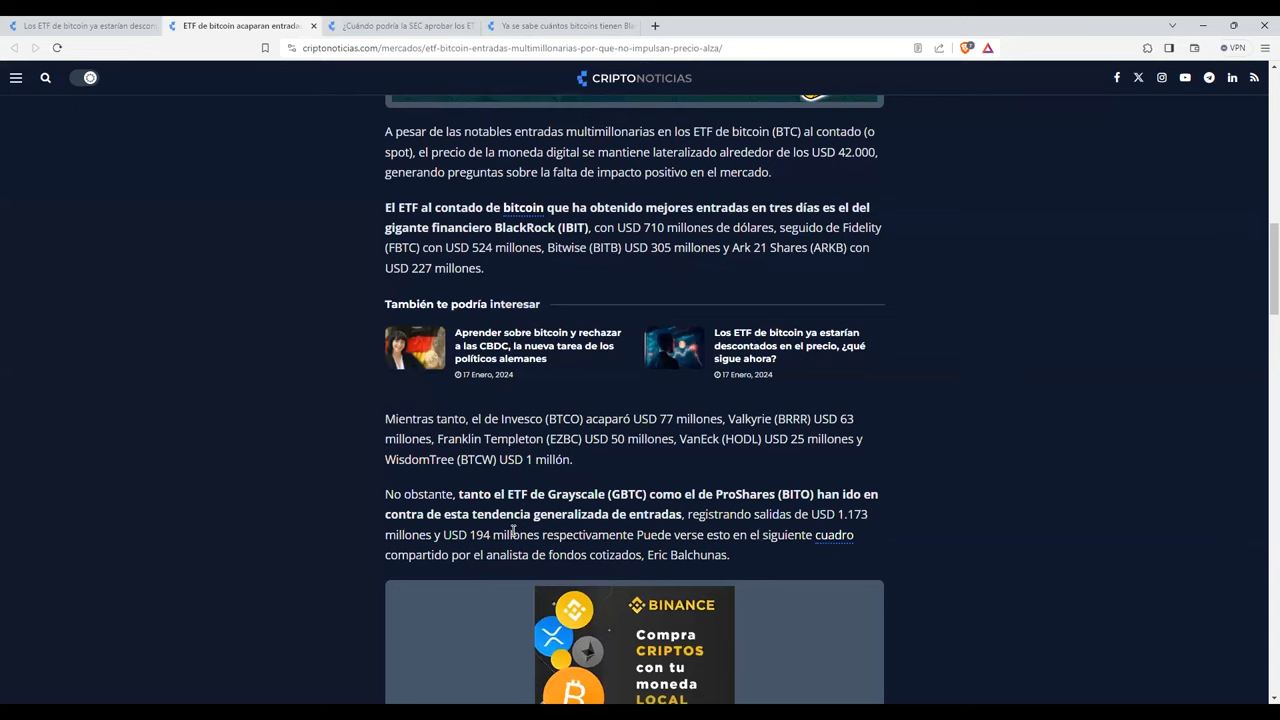 Los ETF de bitcoin ya estarían descon
ETF de bitcoin acaparan entrada
¿Cuándo podría la SEC aprobar los ET
Ya se sabe cuántos bitcoins tienen Bla
criptonoticias.com/mercados/etf-bitcoin-entradas-multimillonarias-por-que-no-impulsan-precio-alza/
VPN
CRIPTONOTICIAS
A pesar de las notables entradas multimillonarias en los ETF de bitcoin (BTC) al contado (o
spot), el precio de la moneda digital se mantiene lateralizado alrededor de los USD 42.000,
generando preguntas sobre la falta de impacto positivo en el mercado.
El ETF al contado de bitcoin que ha obtenido mejores entradas en tres días es el del
gigante financiero BlackRock (IBIT), con USD 710 millones de dólares, seguido de Fidelity
(FBTC) con USD 524 millones, Bitwise (BITB) USD 305 millones y Ark 21 Shares (ARKB) con
USD 227 millones.
También te podría interesar
Aprender sobre bitcoin y rechazar
a las CBDC, la nueva tarea de los
políticos alemanes
17 Enero, 2024
Los ETF de bitcoin ya estarían
descontados en el precio, ¿qué
sigue ahora?
17 Enero, 2024
Mientras tanto, el de Invesco (BTCO) acaparó USD 77 millones, Valkyrie (BRRR) USD 63
millones, Franklin Templeton (EZBC) USD 50 millones, VanEck (HODL) USD 25 millones y
WisdomTree (BTCW) USD 1 millón.
No obstante, tanto el ETF de Grayscale (GBTC) como el de ProShares (BITO) han ido en
contra de esta tendencia generalizada de entradas, registrando salidas de USD 1.173
millones y USD 194 millones respectivamente Puede verse esto en el siguiente cuadro
compartido por el analista de fondos cotizados, Eric Balchunas.
BINANCE
Compra
CRIPTOS
con tu
moneda
LOCAL